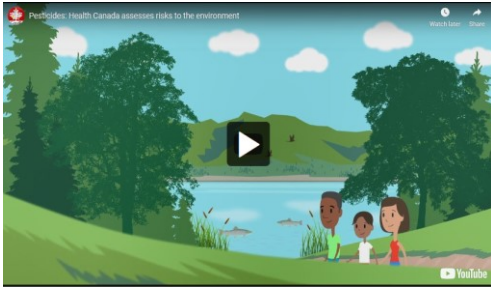 Pesticides: Health Canada assesses risks to the environment
Watch later
Share
YouTube